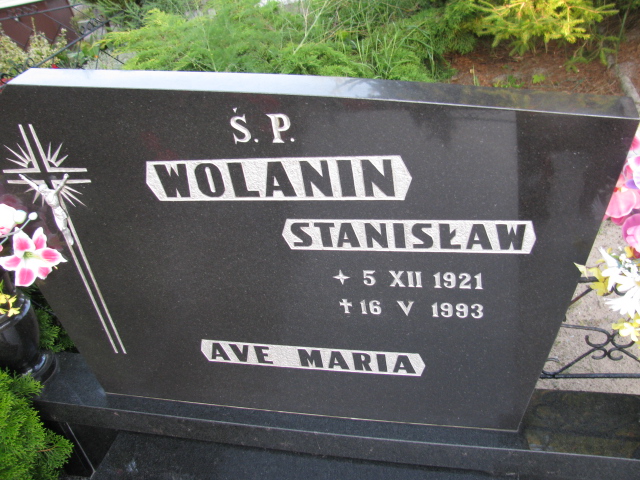 Ś. P.
WOLANIN
STANISŁAW
✦ 5 XII 1921
✝ 16 V 1993
AVE MARIA